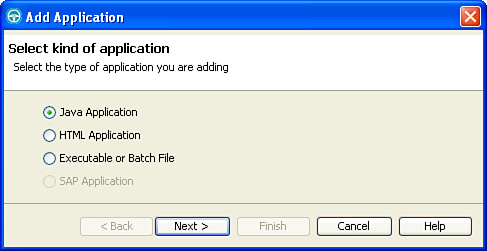 Add Application
Select kind of application
Select the type of application you are adding
Java Application
HTML Application
Executable or Batch File
SAP Application
< Back Next > Finish Cancel Help